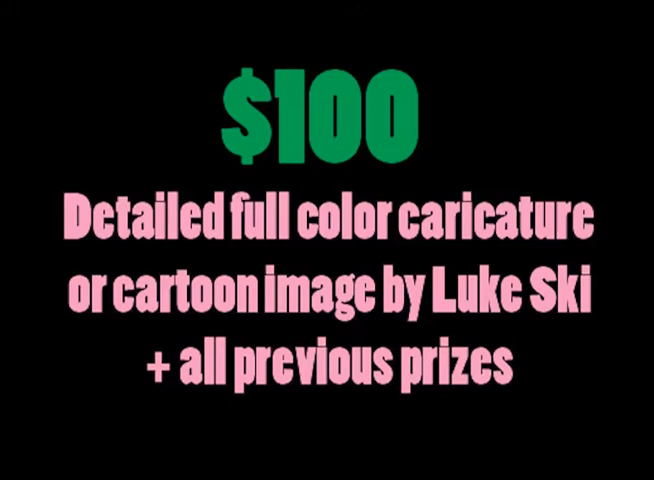 $100
Detailed full color caricature
or cartoon image by Luke Ski
+ all previous prizes